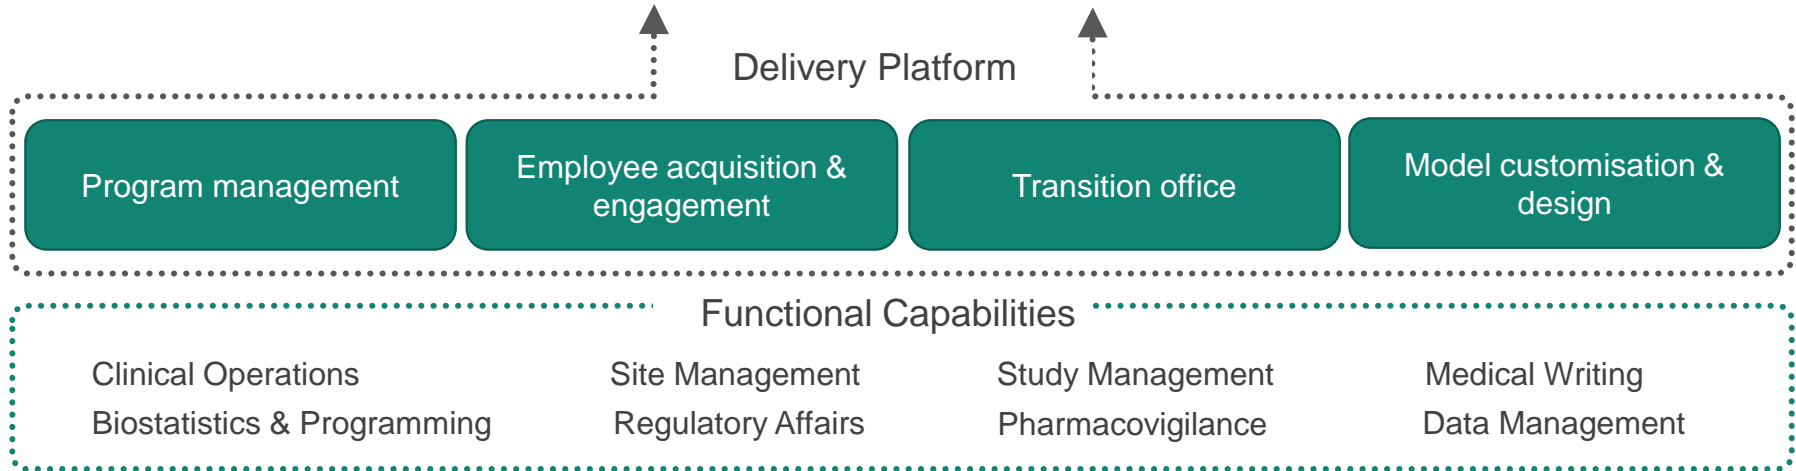 Delivery Platform
Program management
Employee acquisition &
engagement
Transition office
Model customisation &
design
Functional Capabilities
Clinical Operations
Site Management
Study Management
Medical Writing
Biostatistics & Programming
Regulatory Affairs
Pharmacovigilance
Data Management